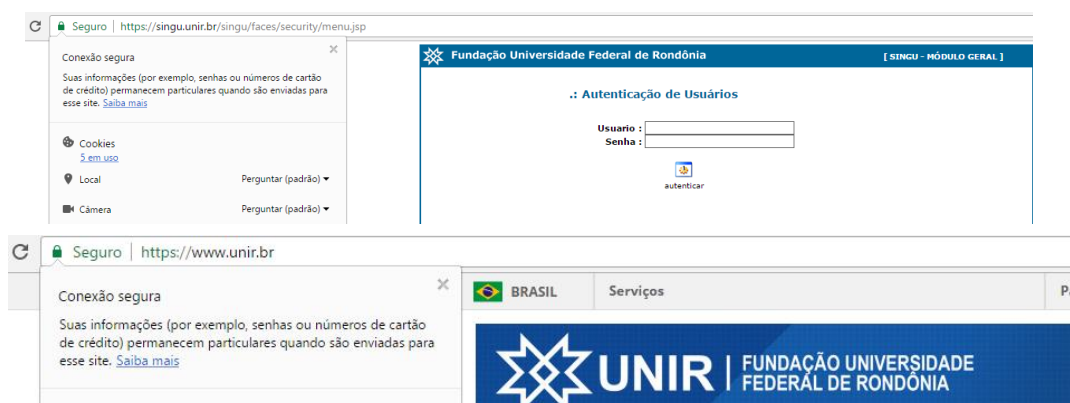 Seguro | https://singu.unir.br/singu/faces/security/menu.jsp
Conexão segura
Suas informações (por exemplo, senhas ou números de cartão
de crédito) permanecem particulares quando são enviadas para
esse site. Saiba mais
Cookies
5 em uso
Local Perguntar (padrão)
Câmera Perguntar (padrão)
Fundação Universidade Federal de Rondônia [ SINGU - MÓDULO GERAL ]
.: Autenticação de Usuários
Usuario :
Senha :
autenticar
Seguro | https://www.unir.br
Conexão segura
Suas informações (por exemplo, senhas ou números de cartão
de crédito) permanecem particulares quando são enviadas para
esse site. Saiba mais
BRASIL Serviços
UNIR | FUNDAÇÃO UNIVERSIDADE
FEDERAL DE RONDÔNIA